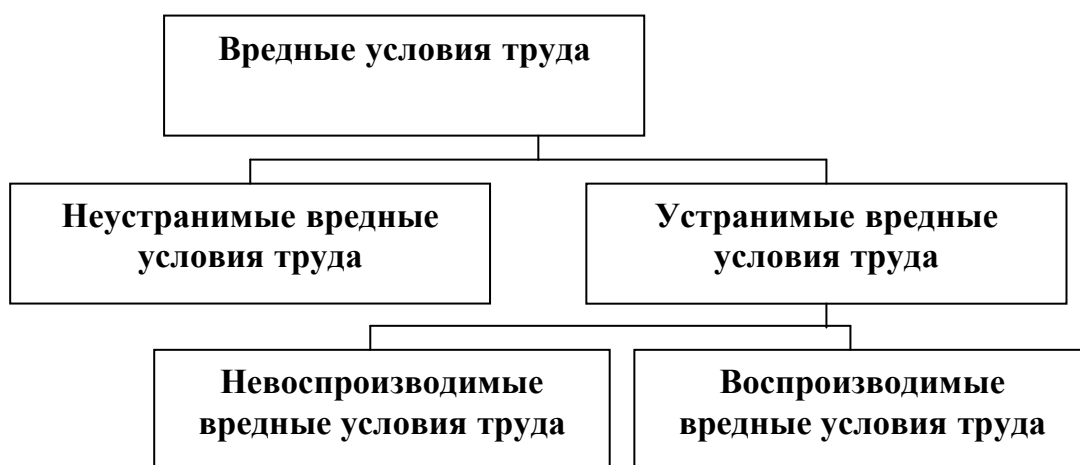 Вредные условия труда
Неустранимые вредные
условия труда
Устранимые вредные
условия труда
Невоспроизводимые
вредные условия труда
Воспроизводимые
вредные условия труда